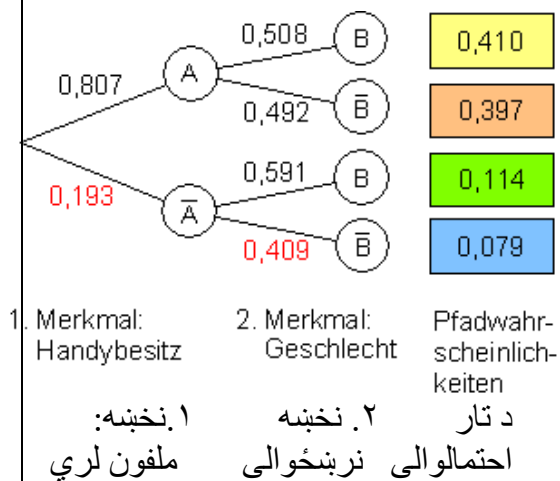 0,508 B 0,410
0,807 A
0,492 B̅ 0,397
0,591 B 0,114
0,193 A̅
0,409 B̅ 0,079
1. Merkmal:
Handybesitz
2. Merkmal:
Geschlecht
Pfadwahr-
scheinlich-
keiten
۱.نخښه:
ملفون لري
۲. نخښه
نرښځوالی
د تار
احتمالوالی